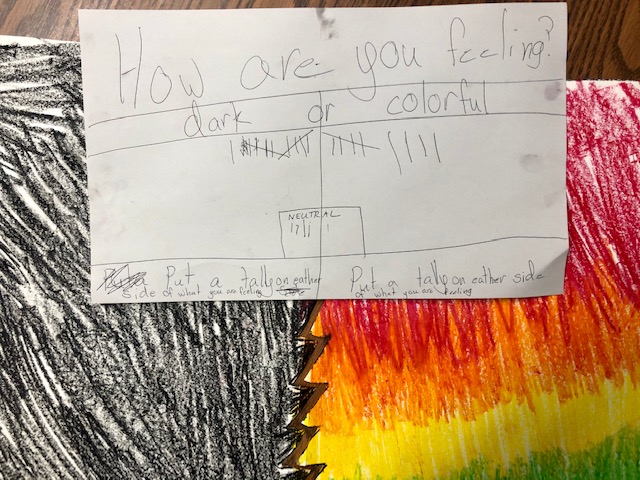 How are you feeling?
dark or colorful
NEUTRAL
Put a tally on eather
side of what you are feeling
Put a tally on eather side
of what you are feeling